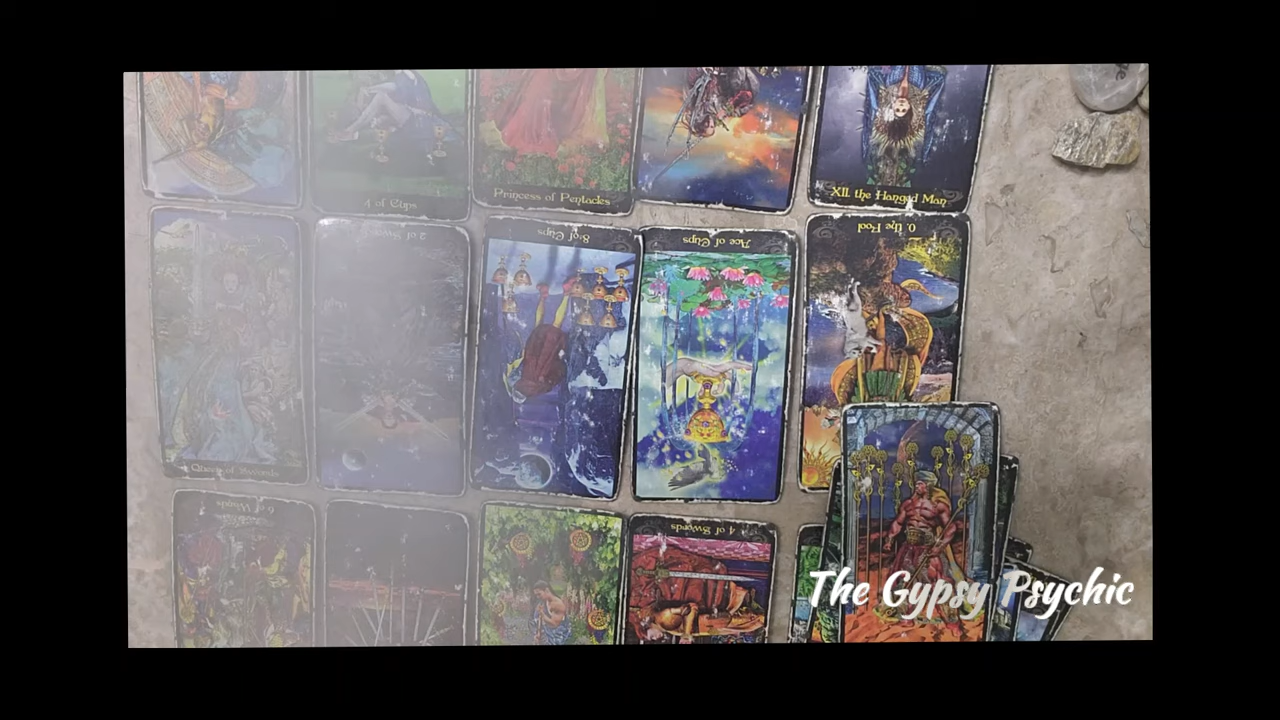 4 of Cups
Princess of Pentacles
XII. the Hanged Man
2 of Swords
8 of Cups
Ace of Cups
0. the Fool
Queen of Swords
6 of Wands
4 of Swords
The Gypsy Psychic